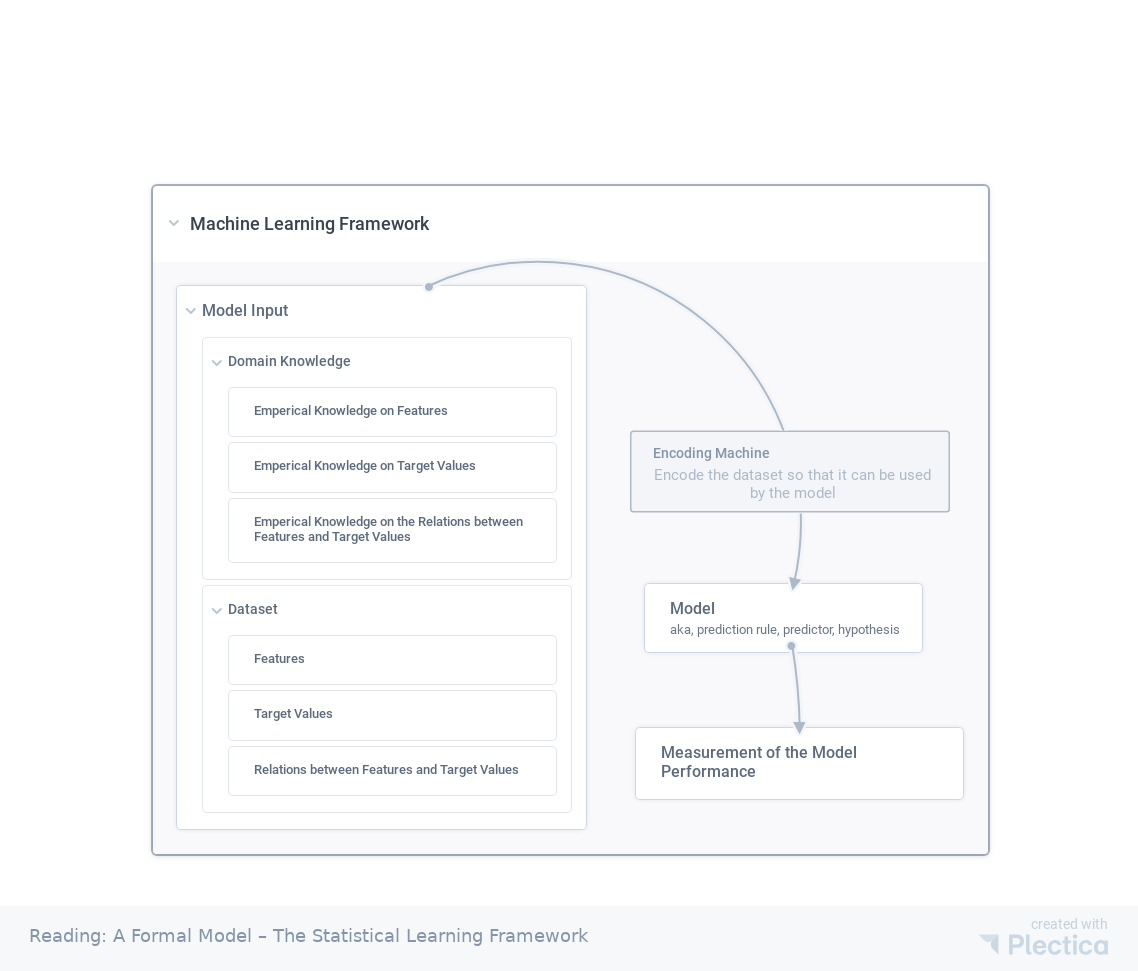 Machine Learning Framework
Model Input
Domain Knowledge
Emperical Knowledge on Features
Emperical Knowledge on Target Values
Emperical Knowledge on the Relations between
Features and Target Values
Dataset
Features
Target Values
Relations between Features and Target Values
Encoding Machine
Encode the dataset so that it can be used
by the model
Model
aka, prediction rule, predictor, hypothesis
Measurement of the Model
Performance
Reading: A Formal Model – The Statistical Learning Framework
created with
Plectica